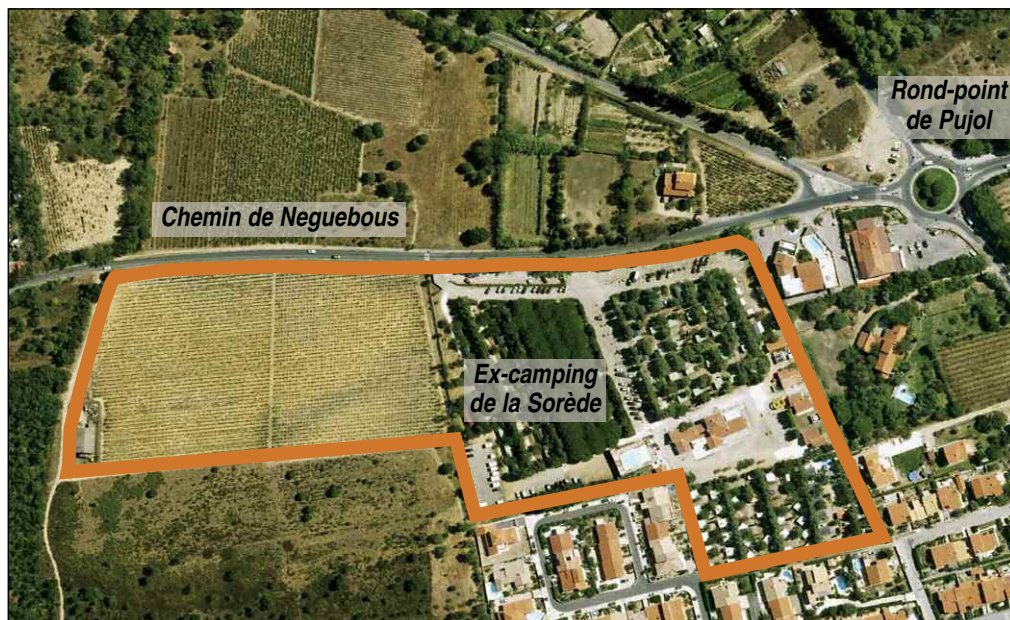 Rond-point
de Pujol
Chemin de Neguebous
Ex-camping
de la Sorède